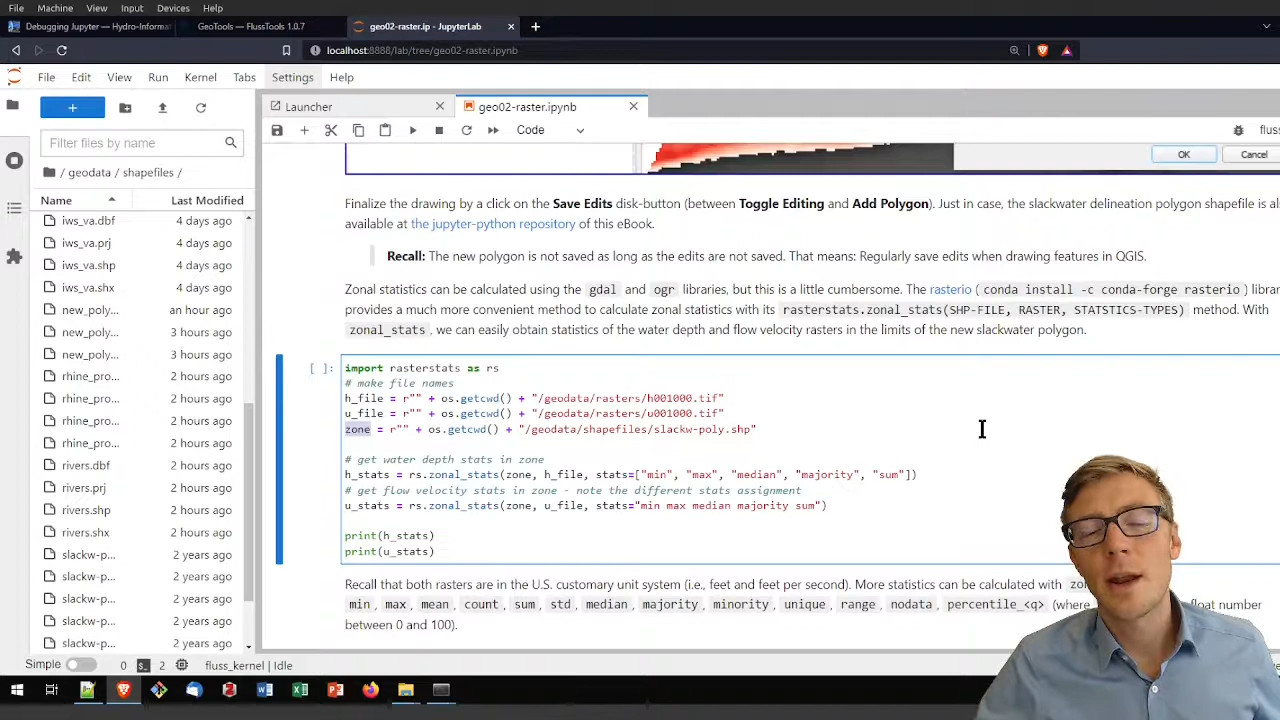 File Machine View Input Devices Help
Debugging Jupyter — Hydro-Informa
GeoTools — FlussTools 1.0.7
geo02-raster.ip - JupyterLab
localhost:8888/lab/tree/geo02-raster.ipynb
File Edit View Run Kernel Tabs Settings Help
Launcher
geo02-raster.ipynb
Code
fluss
Filter files by name
/ geodata / shapefiles /
Name Last Modified
iws_va.dbf 4 days ago
iws_va.prj 4 days ago
iws_va.shp 4 days ago
iws_va.shx 4 days ago
new_poly... an hour ago
new_poly... 3 hours ago
new_poly... 3 hours ago
rhine_pro... 2 hours ago
rhine_pro... 2 hours ago
rhine_pro... 2 hours ago
rhine_pro... 2 hours ago
rivers.dbf 2 hours ago
rivers.prj 2 hours ago
rivers.shp 2 hours ago
rivers.shx 2 hours ago
slackw-p... 2 years ago
slackw-p... 2 years ago
slackw-p... 2 years ago
slackw-p... 2 years ago
slackw-p... 2 years ago
OK Cancel
Finalize the drawing by a click on the Save Edits disk-button (between Toggle Editing and Add Polygon). Just in case, the slackwater delineation polygon shapefile is also
available at the jupyter-python repository of this eBook.
Recall: The new polygon is not saved as long as the edits are not saved. That means: Regularly save edits when drawing features in QGIS.
Zonal statistics can be calculated using the gdal and ogr libraries, but this is a little cumbersome. The rasterio ( conda install -c conda-forge rasterio ) librar
provides a much more convenient method to calculate zonal statistics with its rasterstats.zonal_stats(SHP-FILE, RASTER, STATSTICS-TYPES) method. With
zonal_stats , we can easily obtain statistics of the water depth and flow velocity rasters in the limits of the new slackwater polygon.
[ ]:
import rasterstats as rs
# make file names
h_file = r"" + os.getcwd() + "/geodata/rasters/h001000.tif"
u_file = r"" + os.getcwd() + "/geodata/rasters/u001000.tif"
zone = r"" + os.getcwd() + "/geodata/shapefiles/slackw-poly.shp"
# get water depth stats in zone
h_stats = rs.zonal_stats(zone, h_file, stats=["min", "max", "median", "majority", "sum"])
# get flow velocity stats in zone - note the different stats assignment
u_stats = rs.zonal_stats(zone, u_file, stats="min max median majority sum")
print(h_stats)
print(u_stats)
Recall that both rasters are in the U.S. customary unit system (i.e., feet and feet per second). More statistics can be calculated with
min , max , mean , count , sum , std , median , majority , minority , unique , range , nodata , percentile_<q> (where float number
between 0 and 100).
Simple 0 2 fluss_kernel | Idle